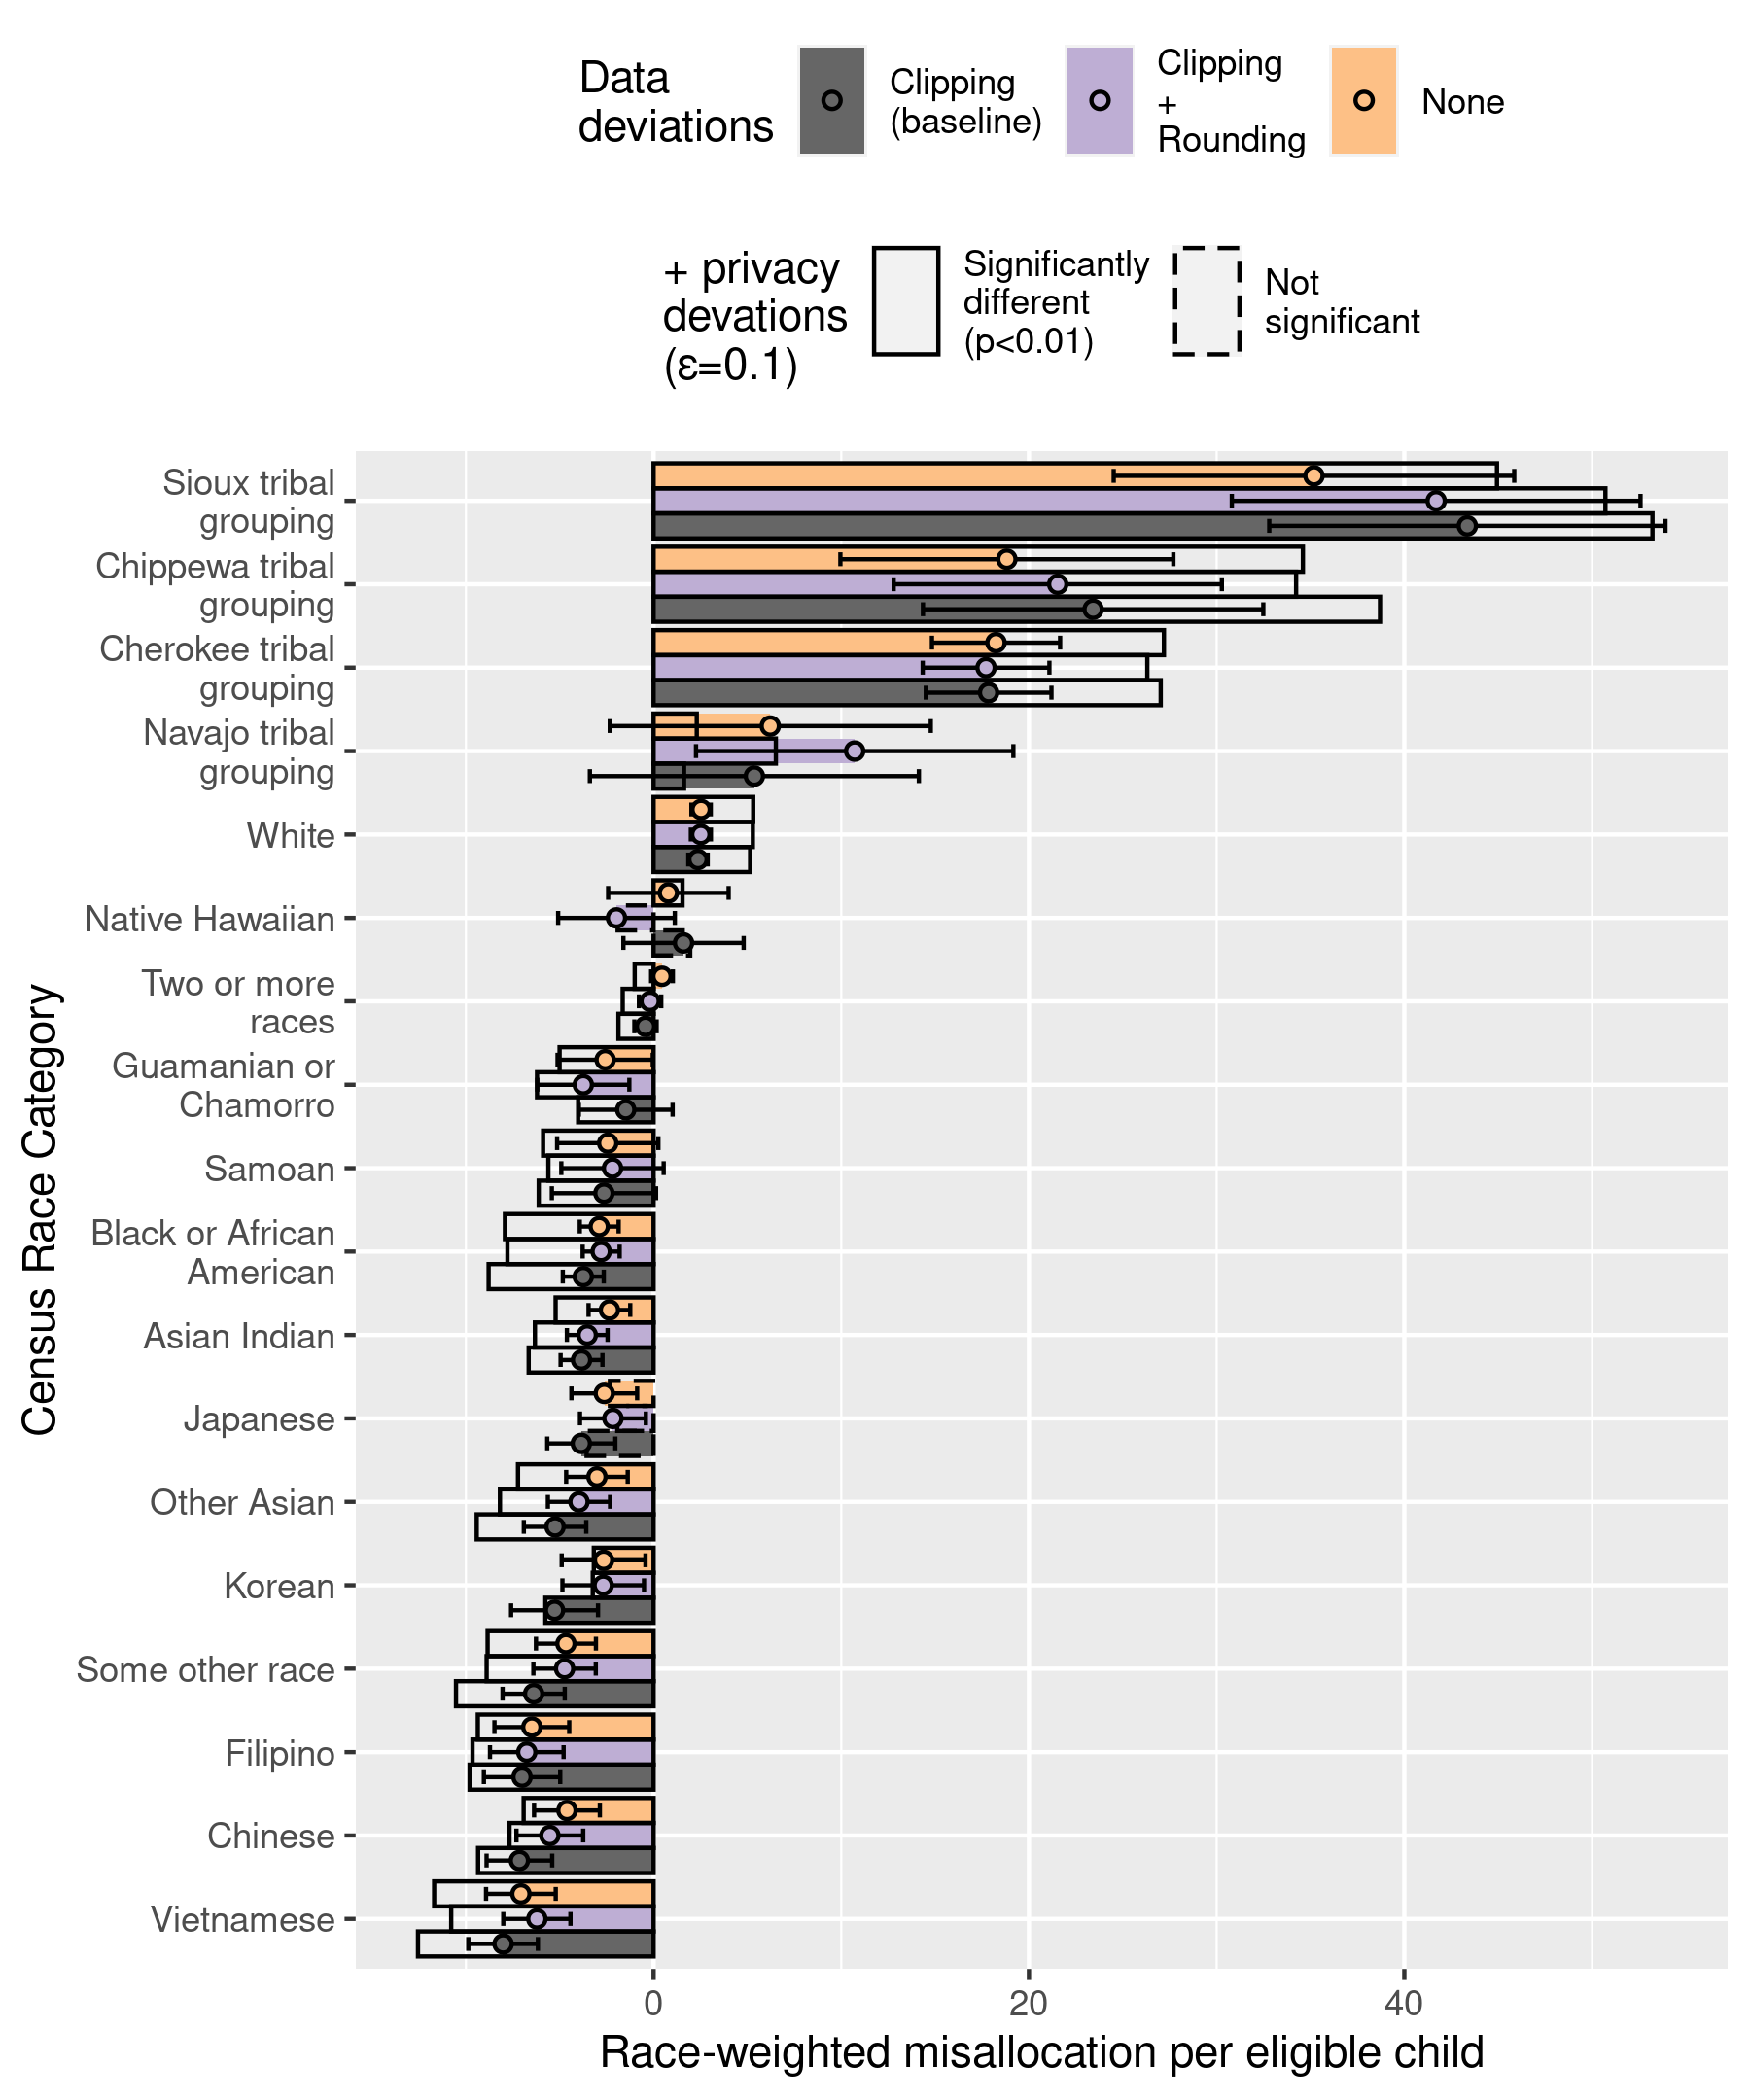 Data
deviations
Clipping
(baseline)
Clipping
+
Rounding
None
+ privacy
devations
(ε=0.1)
Significantly
different
(p<0.01)
Not
significant
Census Race Category
Sioux tribal
grouping
Chippewa tribal
grouping
Cherokee tribal
grouping
Navajo tribal
grouping
White
Native Hawaiian
Two or more
races
Guamanian or
Chamorro
Samoan
Black or African
American
Asian Indian
Japanese
Other Asian
Korean
Some other race
Filipino
Chinese
Vietnamese
0
20
40
Race-weighted misallocation per eligible child